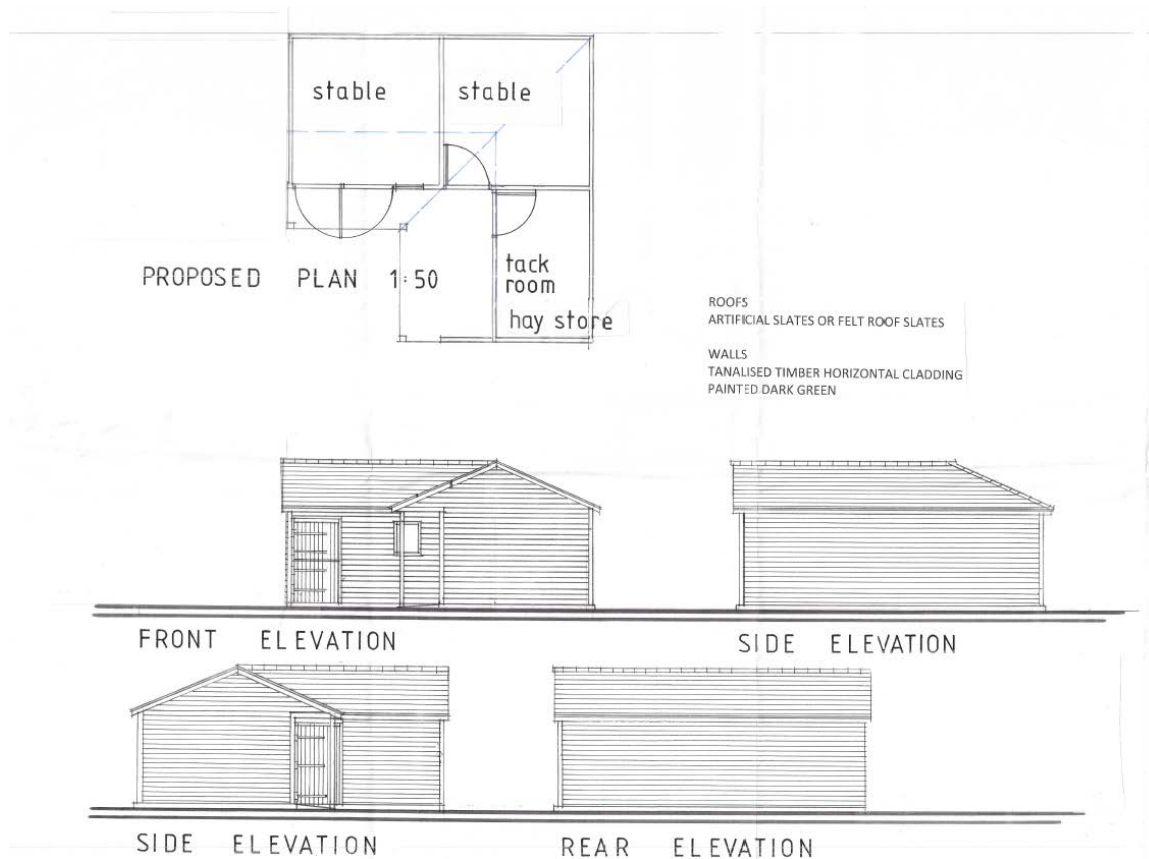 stable
stable
PROPOSED PLAN 1:50
tack
room
hay store
ROOFS
ARTIFICIAL SLATES OR FELT ROOF SLATES
WALLS
TANALISED TIMBER HORIZONTAL CLADDING
PAINTED DARK GREEN
FRONT ELEVATION
SIDE ELEVATION
SIDE ELEVATION
REAR ELEVATION